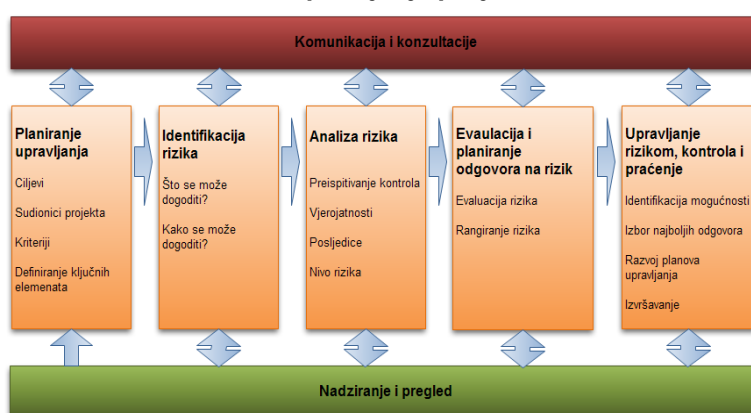 Komunikacija i konzultacije
Planiranje
upravljanja
Ciljevi
Sudionici projekta
Kriteriji
Definiranje ključnih
elemenata
Identifikacija
rizika
Što se može
dogoditi?
Kako se može
dogoditi?
Analiza rizika
Preispitivanje kontrola
Vjerojatnosti
Posljedice
Nivo rizika
Evaulacija i
planiranje
odgovora na rizik
Evaluacija rizika
Rangiranje rizika
Upravljanje
rizikom, kontrola i
praćenje
Identifikacija mogućnosti
Izbor najboljih odgovora
Razvoj planova
upravljanja
Izvršavanje
Nadziranje i pregled